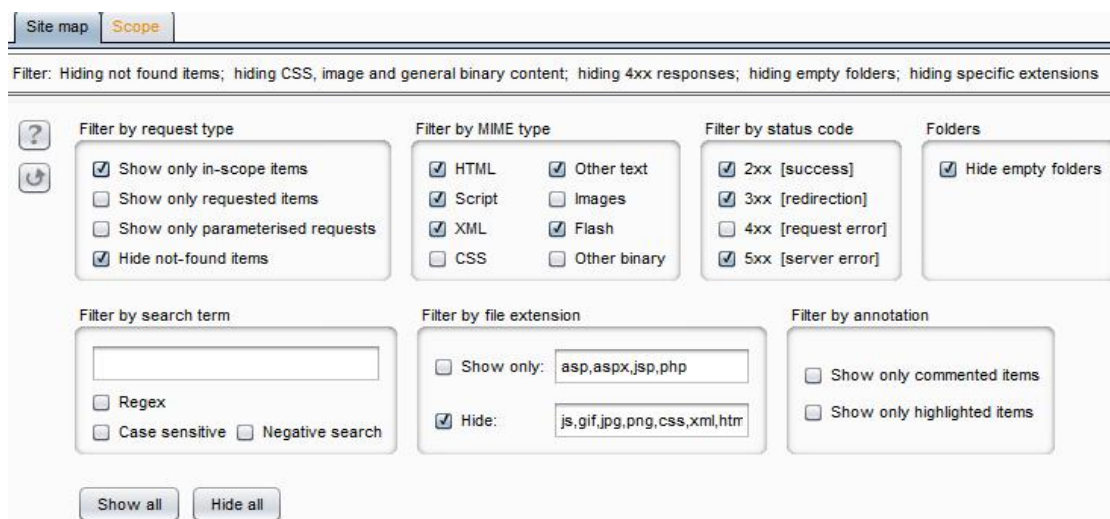 Site map Scope
Filter: Hiding not found items; hiding CSS, image and general binary content; hiding 4xx responses; hiding empty folders; hiding specific extensions
?
Filter by request type Filter by MIME type Filter by status code Folders
Show only in-scope items HTML Other text 2xx [success] Hide empty folders
Show only requested items Script Images 3xx [redirection]
Show only parameterised requests XML Flash 4xx [request error]
Hide not-found items CSS Other binary 5xx [server error]
Filter by search term Filter by file extension Filter by annotation
Show only: asp,aspx,jsp,php Show only commented items
Regex Hide: js,gif,jpg,png,css,xml,htm Show only highlighted items
Case sensitive Negative search
Show all Hide all